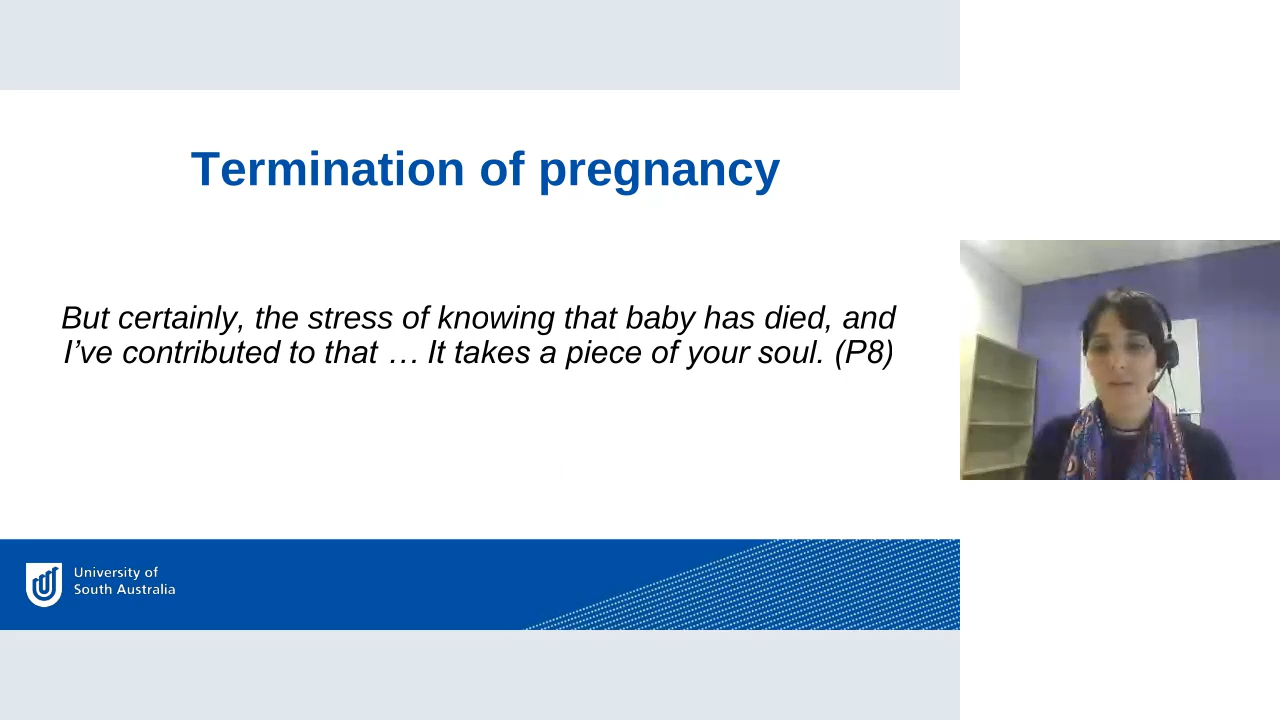 Termination of pregnancy
But certainly, the stress of knowing that baby has died, and
I’ve contributed to that … It takes a piece of your soul. (P8)
University of
South Australia